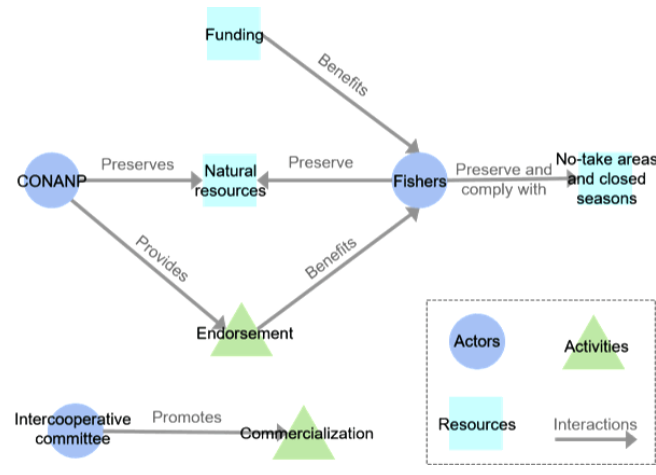 Funding
Benefits
CONANP
Preserves
Natural
resources
Preserve
Fishers
Preserve and
comply with
No-take areas
and closed
seasons
Provides
Benefits
Endorsement
Intercooperative
committee
Promotes
Commercialization
Actors
Activities
Resources
Interactions